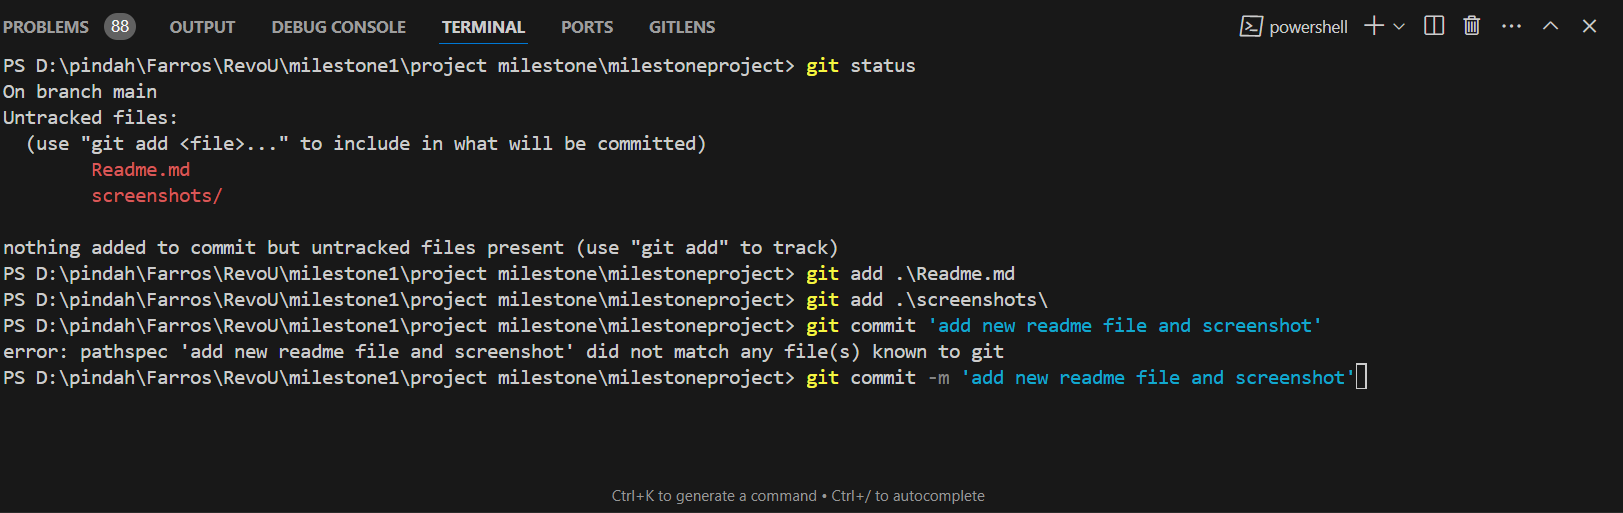 PROBLEMS 88 OUTPUT DEBUG CONSOLE TERMINAL PORTS GITLENS powershell
PS D:\pindah\Farros\RevoU\milestone1\project milestone\milestoneproject> git status
On branch main
Untracked files:
  (use "git add <file>..." to include in what will be committed)
        Readme.md
        screenshots/
nothing added to commit but untracked files present (use "git add" to track)
PS D:\pindah\Farros\RevoU\milestone1\project milestone\milestoneproject> git add .\Readme.md
PS D:\pindah\Farros\RevoU\milestone1\project milestone\milestoneproject> git add .\screenshots\
PS D:\pindah\Farros\RevoU\milestone1\project milestone\milestoneproject> git commit 'add new readme file and screenshot'
error: pathspec 'add new readme file and screenshot' did not match any file(s) known to git
PS D:\pindah\Farros\RevoU\milestone1\project milestone\milestoneproject> git commit -m 'add new readme file and screenshot'
Ctrl+K to generate a command • Ctrl+/ to autocomplete